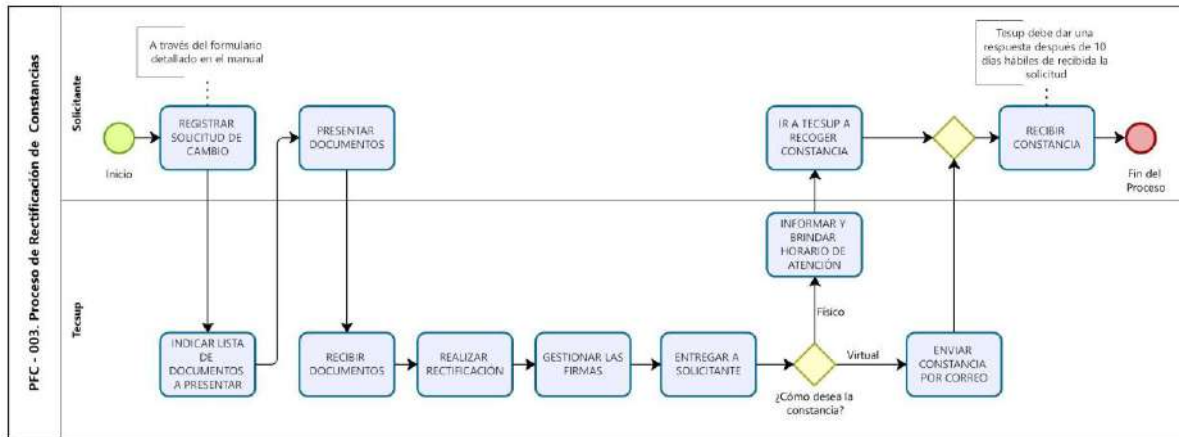 PFC - 003. Proceso de Rectificación de Constancias
Solicitante
A través del formulario
detallado en el manual
Inicio
REGISTRAR
SOLICITUD DE
CAMBIO
PRESENTAR
DOCUMENTOS
IR A TECSUP A
RECOGER
CONSTANCIA
Tesup debe dar una
respuesta después de 10
días hábiles de recibida la
solicitud
RECIBIR
CONSTANCIA
Fin del
Proceso
Tecsup
INDICAR LISTA
DE
DOCUMENTOS
A PRESENTAR
RECIBIR
DOCUMENTOS
REALIZAR
RECTIFICACIÓN
GESTIONAR LAS
FIRMAS
ENTREGAR A
SOLICITANTE
INFORMAR Y
BRINDAR
HORARIO DE
ATENCIÓN
Físico
¿Cómo desea la
constancia?
Virtual
ENVIAR
CONSTANCIA
POR CORREO